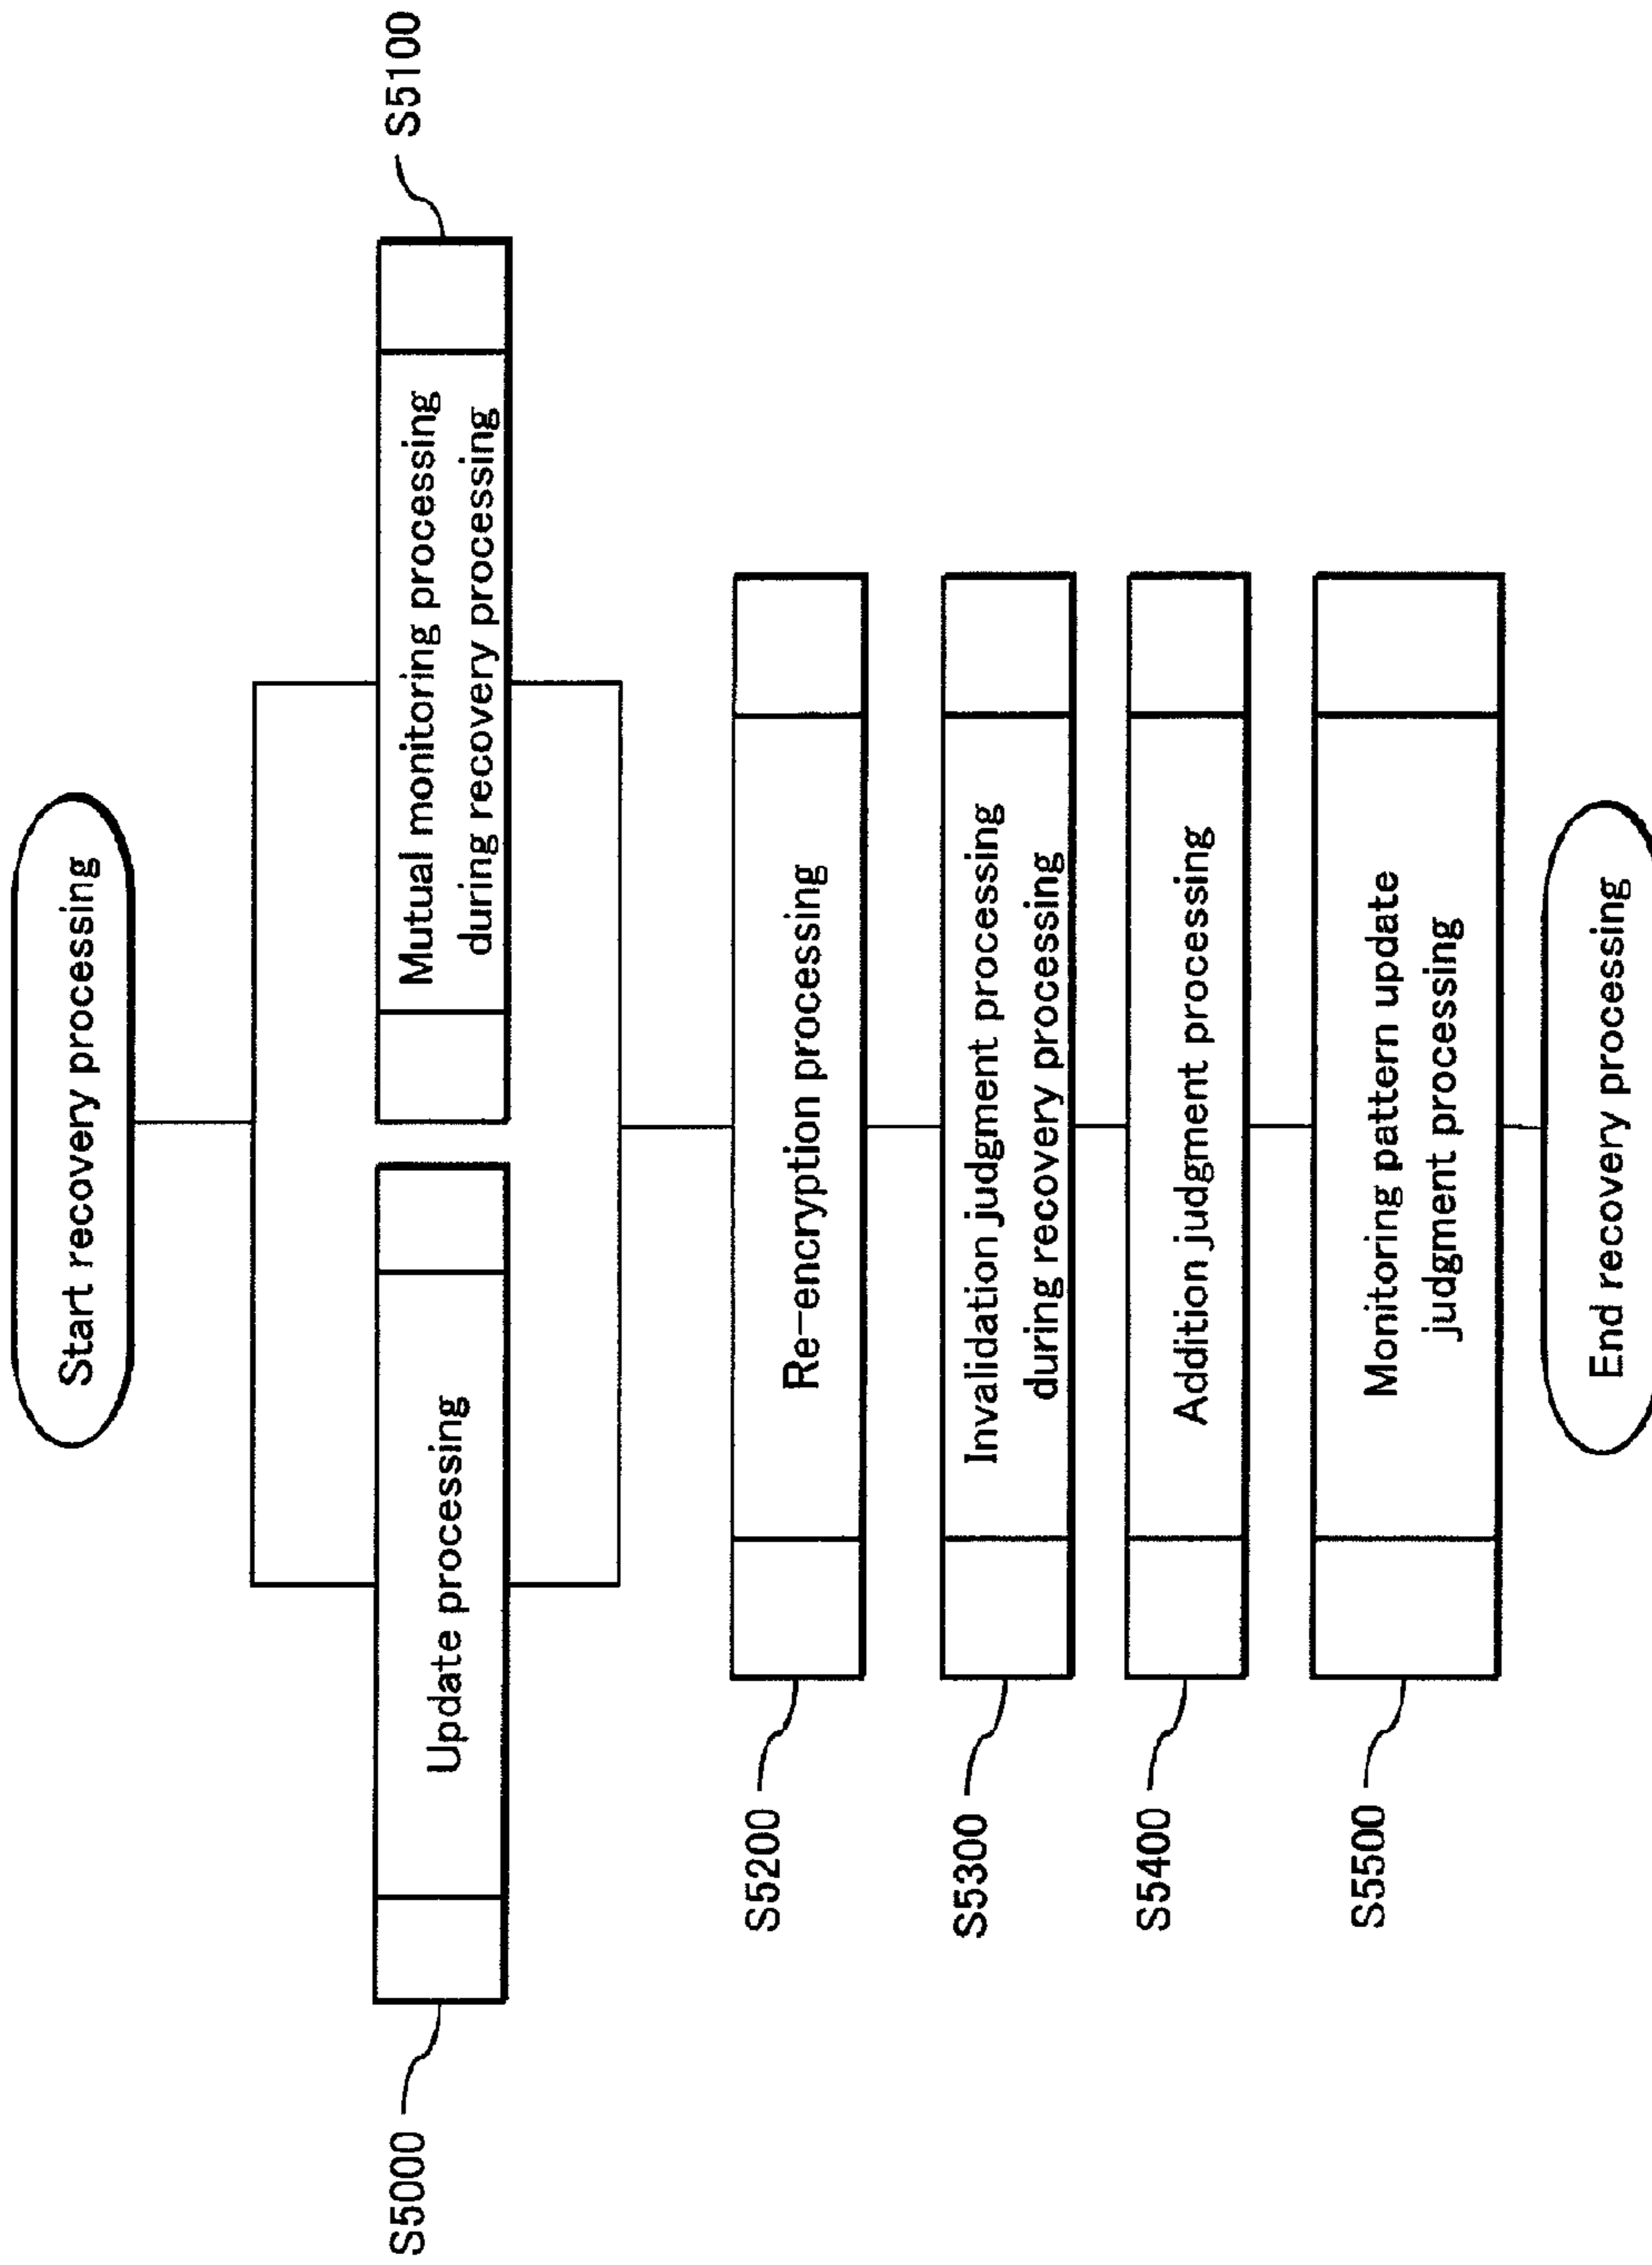 Start recovery processing
S5000
Update processing
S5100
Mutual monitoring processing
during recovery processing
S5200
Re-encryption processing
S5300
Invalidation judgment processing
during recovery processing
S5400
Addition judgment processing
S5500
Monitoring pattern update
judgment processing
End recovery processing